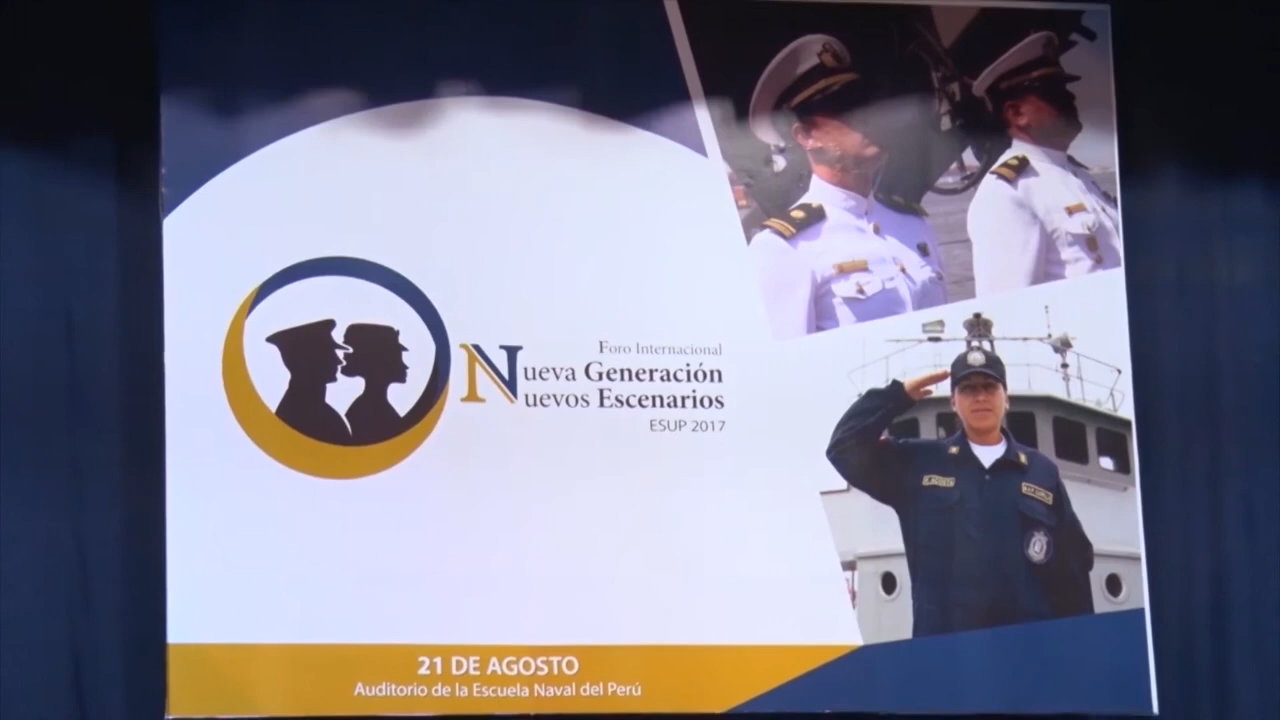 Foro Internacional
Nueva Generación
Nuevos Escenarios
ESUP 2017
21 DE AGOSTO
Auditorio de la Escuela Naval del Perú